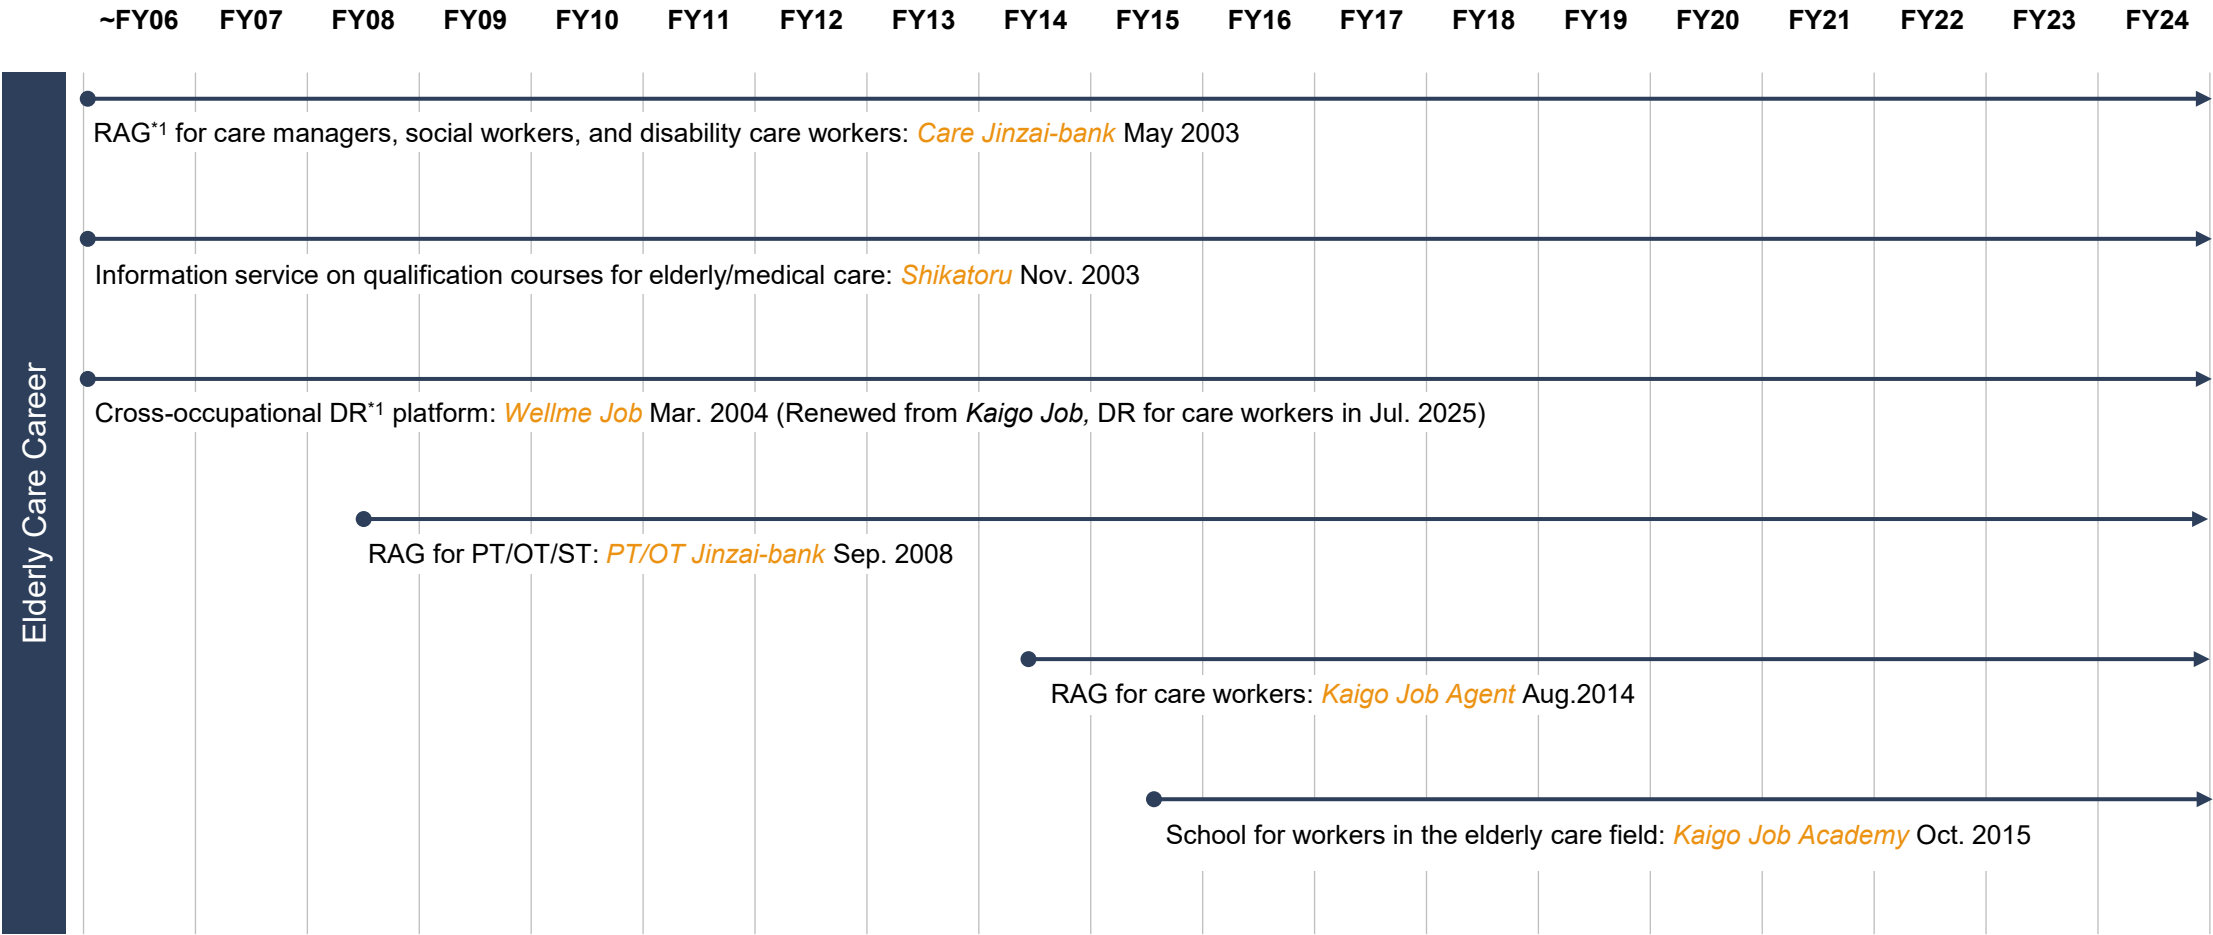 ~FY06 FY07 FY08 FY09 FY10 FY11 FY12 FY13 FY14 FY15 FY16 FY17 FY18 FY19 FY20 FY21 FY22 FY23 FY24
Elderly Care Career
RAG*1 for care managers, social workers, and disability care workers: Care Jinzai-bank May 2003
Information service on qualification courses for elderly/medical care: Shikatoru Nov. 2003
Cross-occupational DR*1 platform: Wellme Job Mar. 2004 (Renewed from Kaigo Job, DR for care workers in Jul. 2025)
RAG for PT/OT/ST: PT/OT Jinzai-bank Sep. 2008
RAG for care workers: Kaigo Job Agent Aug.2014
School for workers in the elderly care field: Kaigo Job Academy Oct. 2015